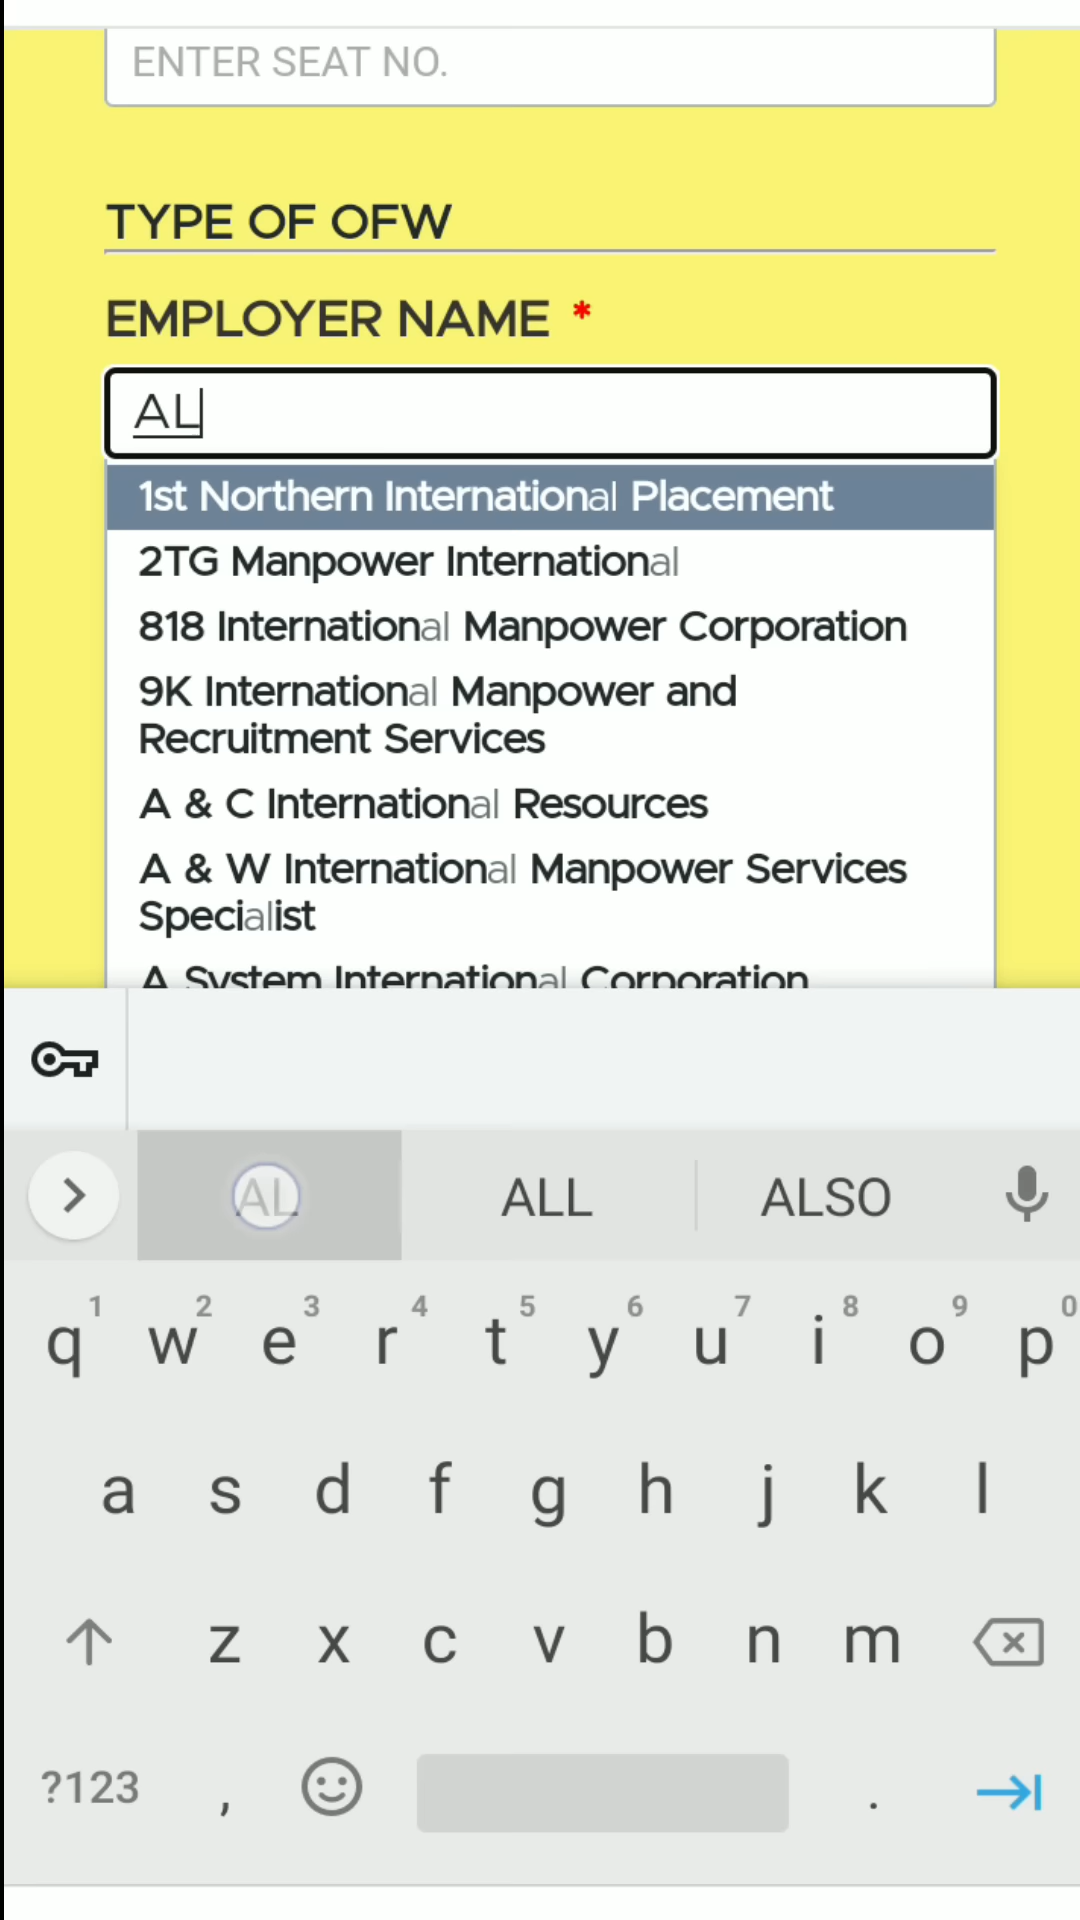 ENTER SEAT NO.
TYPE OF OFW
EMPLOYER NAME *
AL
1st Northern International Placement
2TG Manpower International
818 International Manpower Corporation
9K International Manpower and
Recruitment Services
A & C International Resources
A & W International Manpower Services
Specialist
A System International Corporation
AL ALL ALSO
1 2 3 4 5 6 7 8 9 0
q w e r t y u i o p
a s d f g h j k l
z x c v b n m
?123 , .